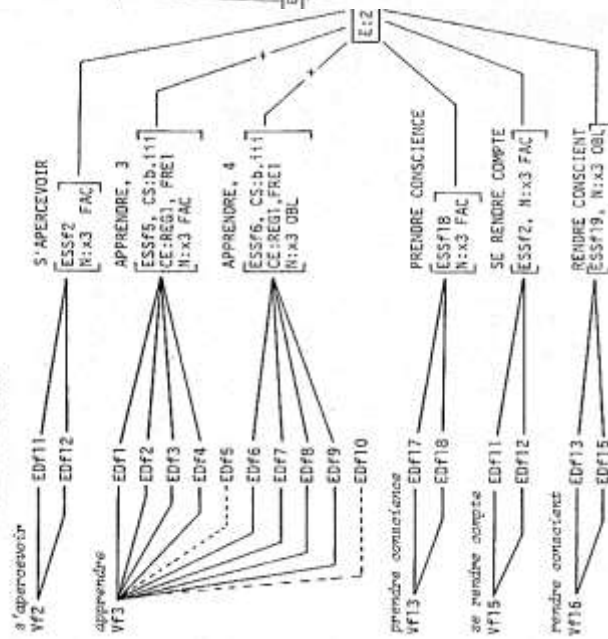 E:2
s'apercevoir
Vf2
EDf11
EDf12
S'APERCEVOIR
ESSf2
N:x3 FAC
apprendre
Vf3
EDf1
EDf2
EDf3
EDf4
EDf5
EDf6
EDf7
EDf8
EDf9
EDf10
APPRENDRE, 3
ESSf5, CS:b.iii
CE:REG1, FRE1
N:x3 FAC
APPRENDRE, 4
ESSf6, CS:b.iii
CE:REG1,FRE1
N:x3 OBL
prendre conscience
Vf13
EDf17
EDf18
PRENDRE CONSCIENCE
ESSf18
N:x3 FAC
se rendre compte
Vf15
EDf11
EDf12
SE RENDRE COMPTE
ESSf2, N:x3 FAC
rendre conscient
Vf16
EDf13
EDf15
RENDRE CONSCIENT
ESSf19, N:x3 OBL